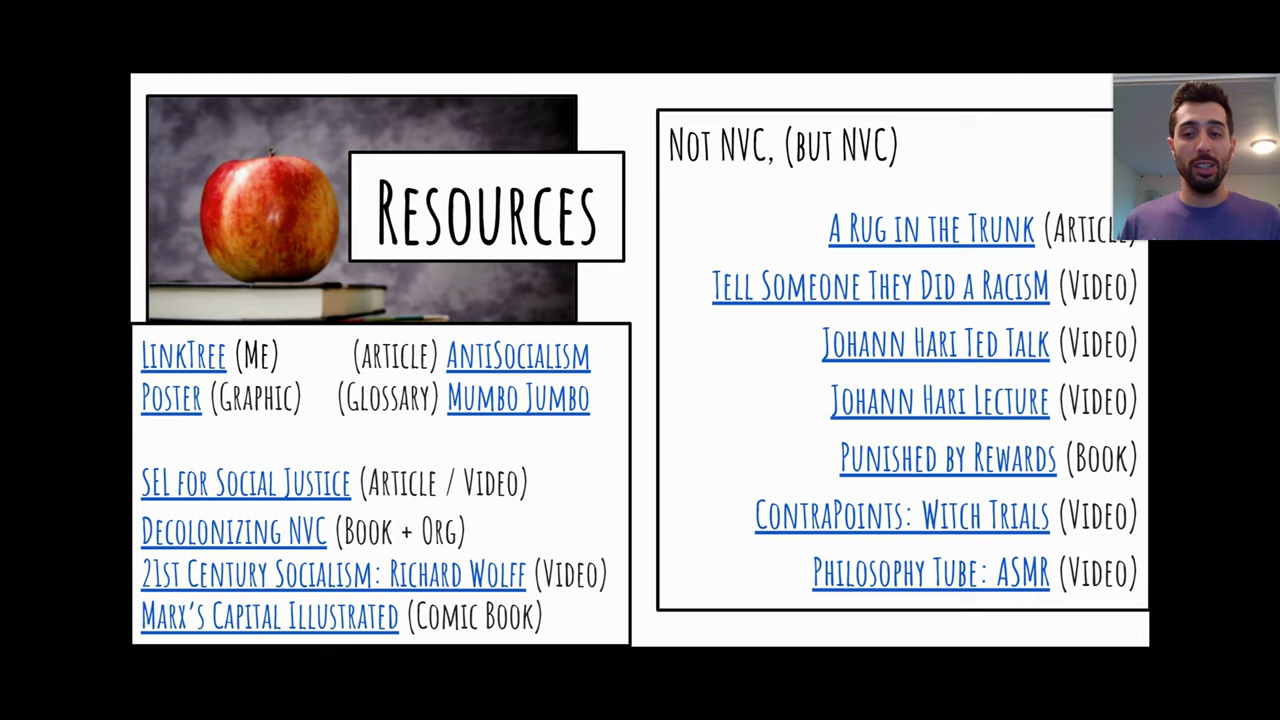 Resources
LinkTree (Me) (Article) AntiSocialism
Poster (Graphic) (Glossary) Mumbo Jumbo
SEL for Social Justice (Article / Video)
Decolonizing NVC (Book + Org)
21st Century Socialism: Richard Wolff (Video)
Marx's Capital Illustrated (Comic Book)
Not NVC, (but NVC)
A Rug in the Trunk (Article)
Tell Someone They Did a Racism (Video)
Johann Hari Ted Talk (Video)
Johann Hari Lecture (Video)
Punished by Rewards (Book)
ContraPoints: Witch Trials (Video)
Philosophy Tube: ASMR (Video)